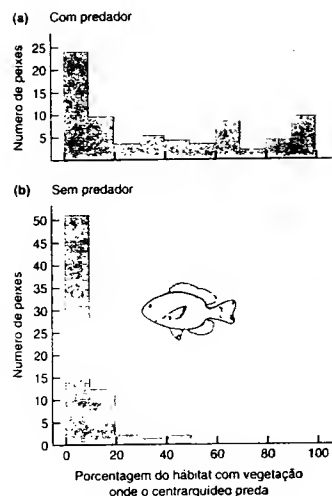 (a) Com predador
Numero de peixes
25
20
15
10
5
(b) Sem predador
Numero de peixes
50
45
40
35
30
25
20
15
10
5
0
0 20 40 60 80 100
Porcentagem do hábitat com vegetação
onde o centrarquídeo preda